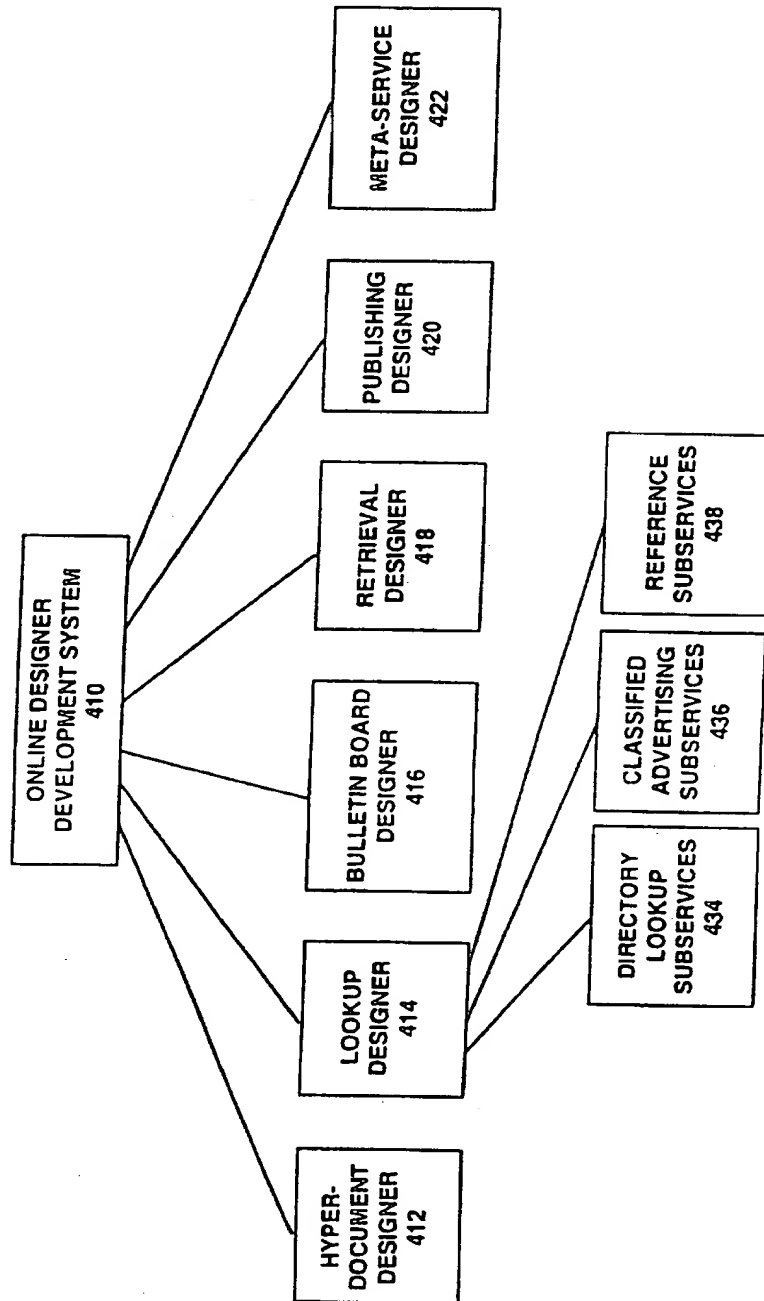 ONLINE DESIGNER
DEVELOPMENT SYSTEM
410
HYPER-
DOCUMENT
DESIGNER
412
LOOKUP
DESIGNER
414
BULLETIN BOARD
DESIGNER
416
RETRIEVAL
DESIGNER
418
PUBLISHING
DESIGNER
420
META-SERVICE
DESIGNER
422
DIRECTORY
LOOKUP
SUBSERVICES
434
CLASSIFIED
ADVERTISING
SUBSERVICES
436
REFERENCE
SUBSERVICES
438